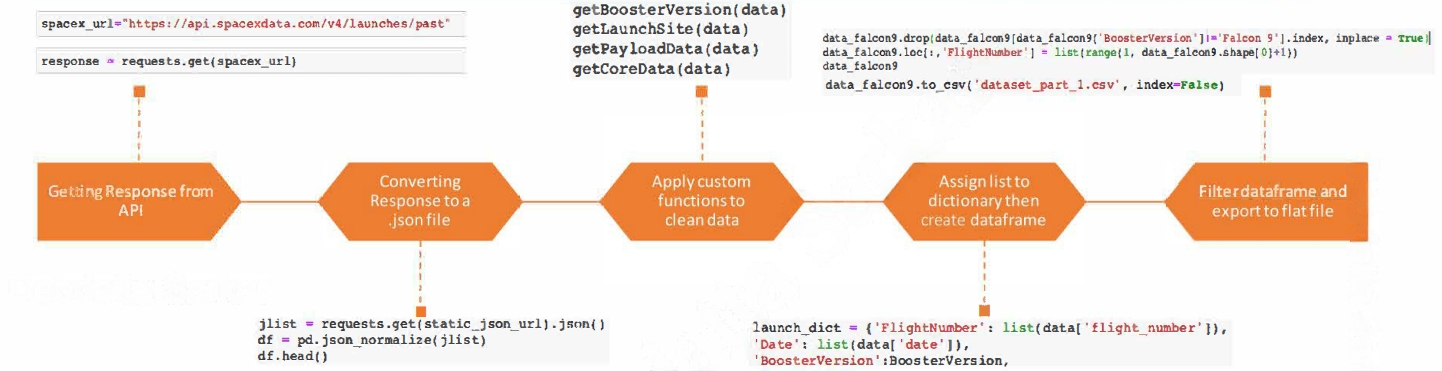 spacex_url="https://api.spacexdata.com/v4/launches/past"
response = requests.get(spacex_url)
getBoosterVersion(data)
getLaunchSite(data)
getPayloadData(data)
getCoreData(data)
data_falcon9.drop(data_falcon9[data_falcon9['BoosterVersion']!='Falcon 9'].index, inplace = True)
data_falcon9.loc[:,'FlightNumber'] = list(range(1, data_falcon9.shape[0]+1))
data_falcon9
data_falcon9.to_csv('dataset_part_1.csv', index=False)
Getting Response from
API
Converting
Response to a
.json file
Apply custom
functions to
clean data
Assign list to
dictionary then
create dataframe
Filter dataframe and
export to flat file
jlist = requests.get(static_json_url).json()
df = pd.json_normalize(jlist)
df.head()
launch_dict = {'FlightNumber': list(data['flight_number']),
'Date': list(data['date']),
'BoosterVersion':BoosterVersion,